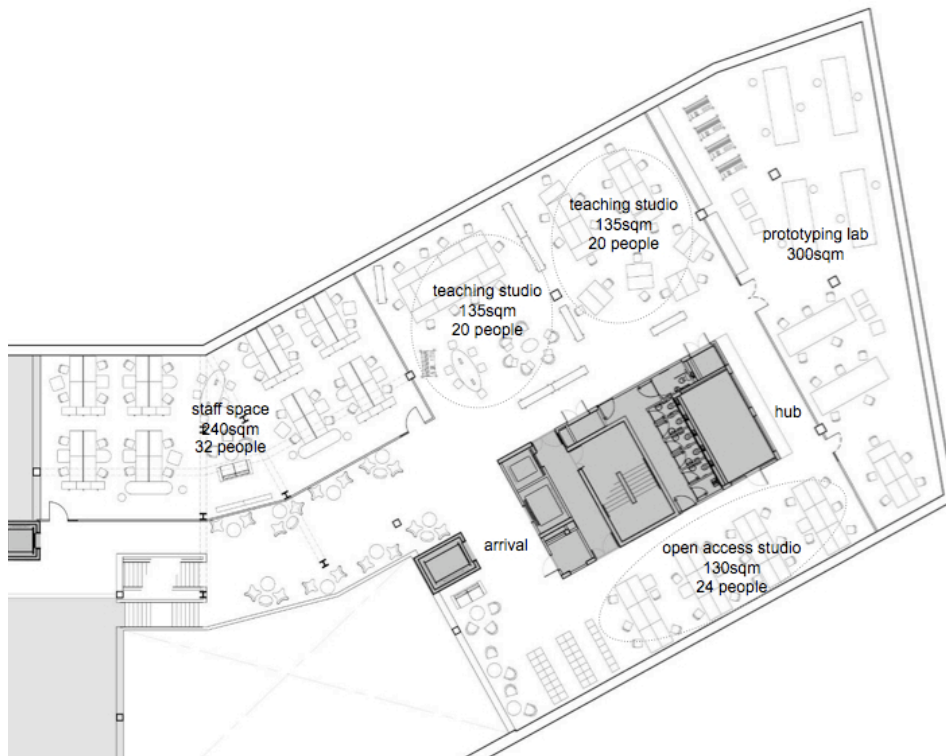 teaching studio
135sqm
20 people
prototyping lab
300sqm
teaching studio
135sqm
20 people
staff space
240sqm
32 people
hub
arrival
open access studio
130sqm
24 people